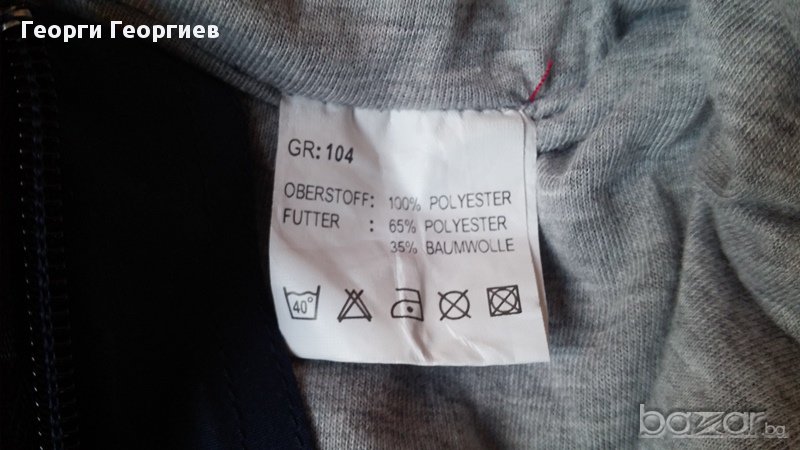 Георги Георгиев
GR: 104
OBERSTOFF: 100% POLYESTER
FUTTER : 65% POLYESTER
35% BAUMWOLLE
40°
bazar.bg